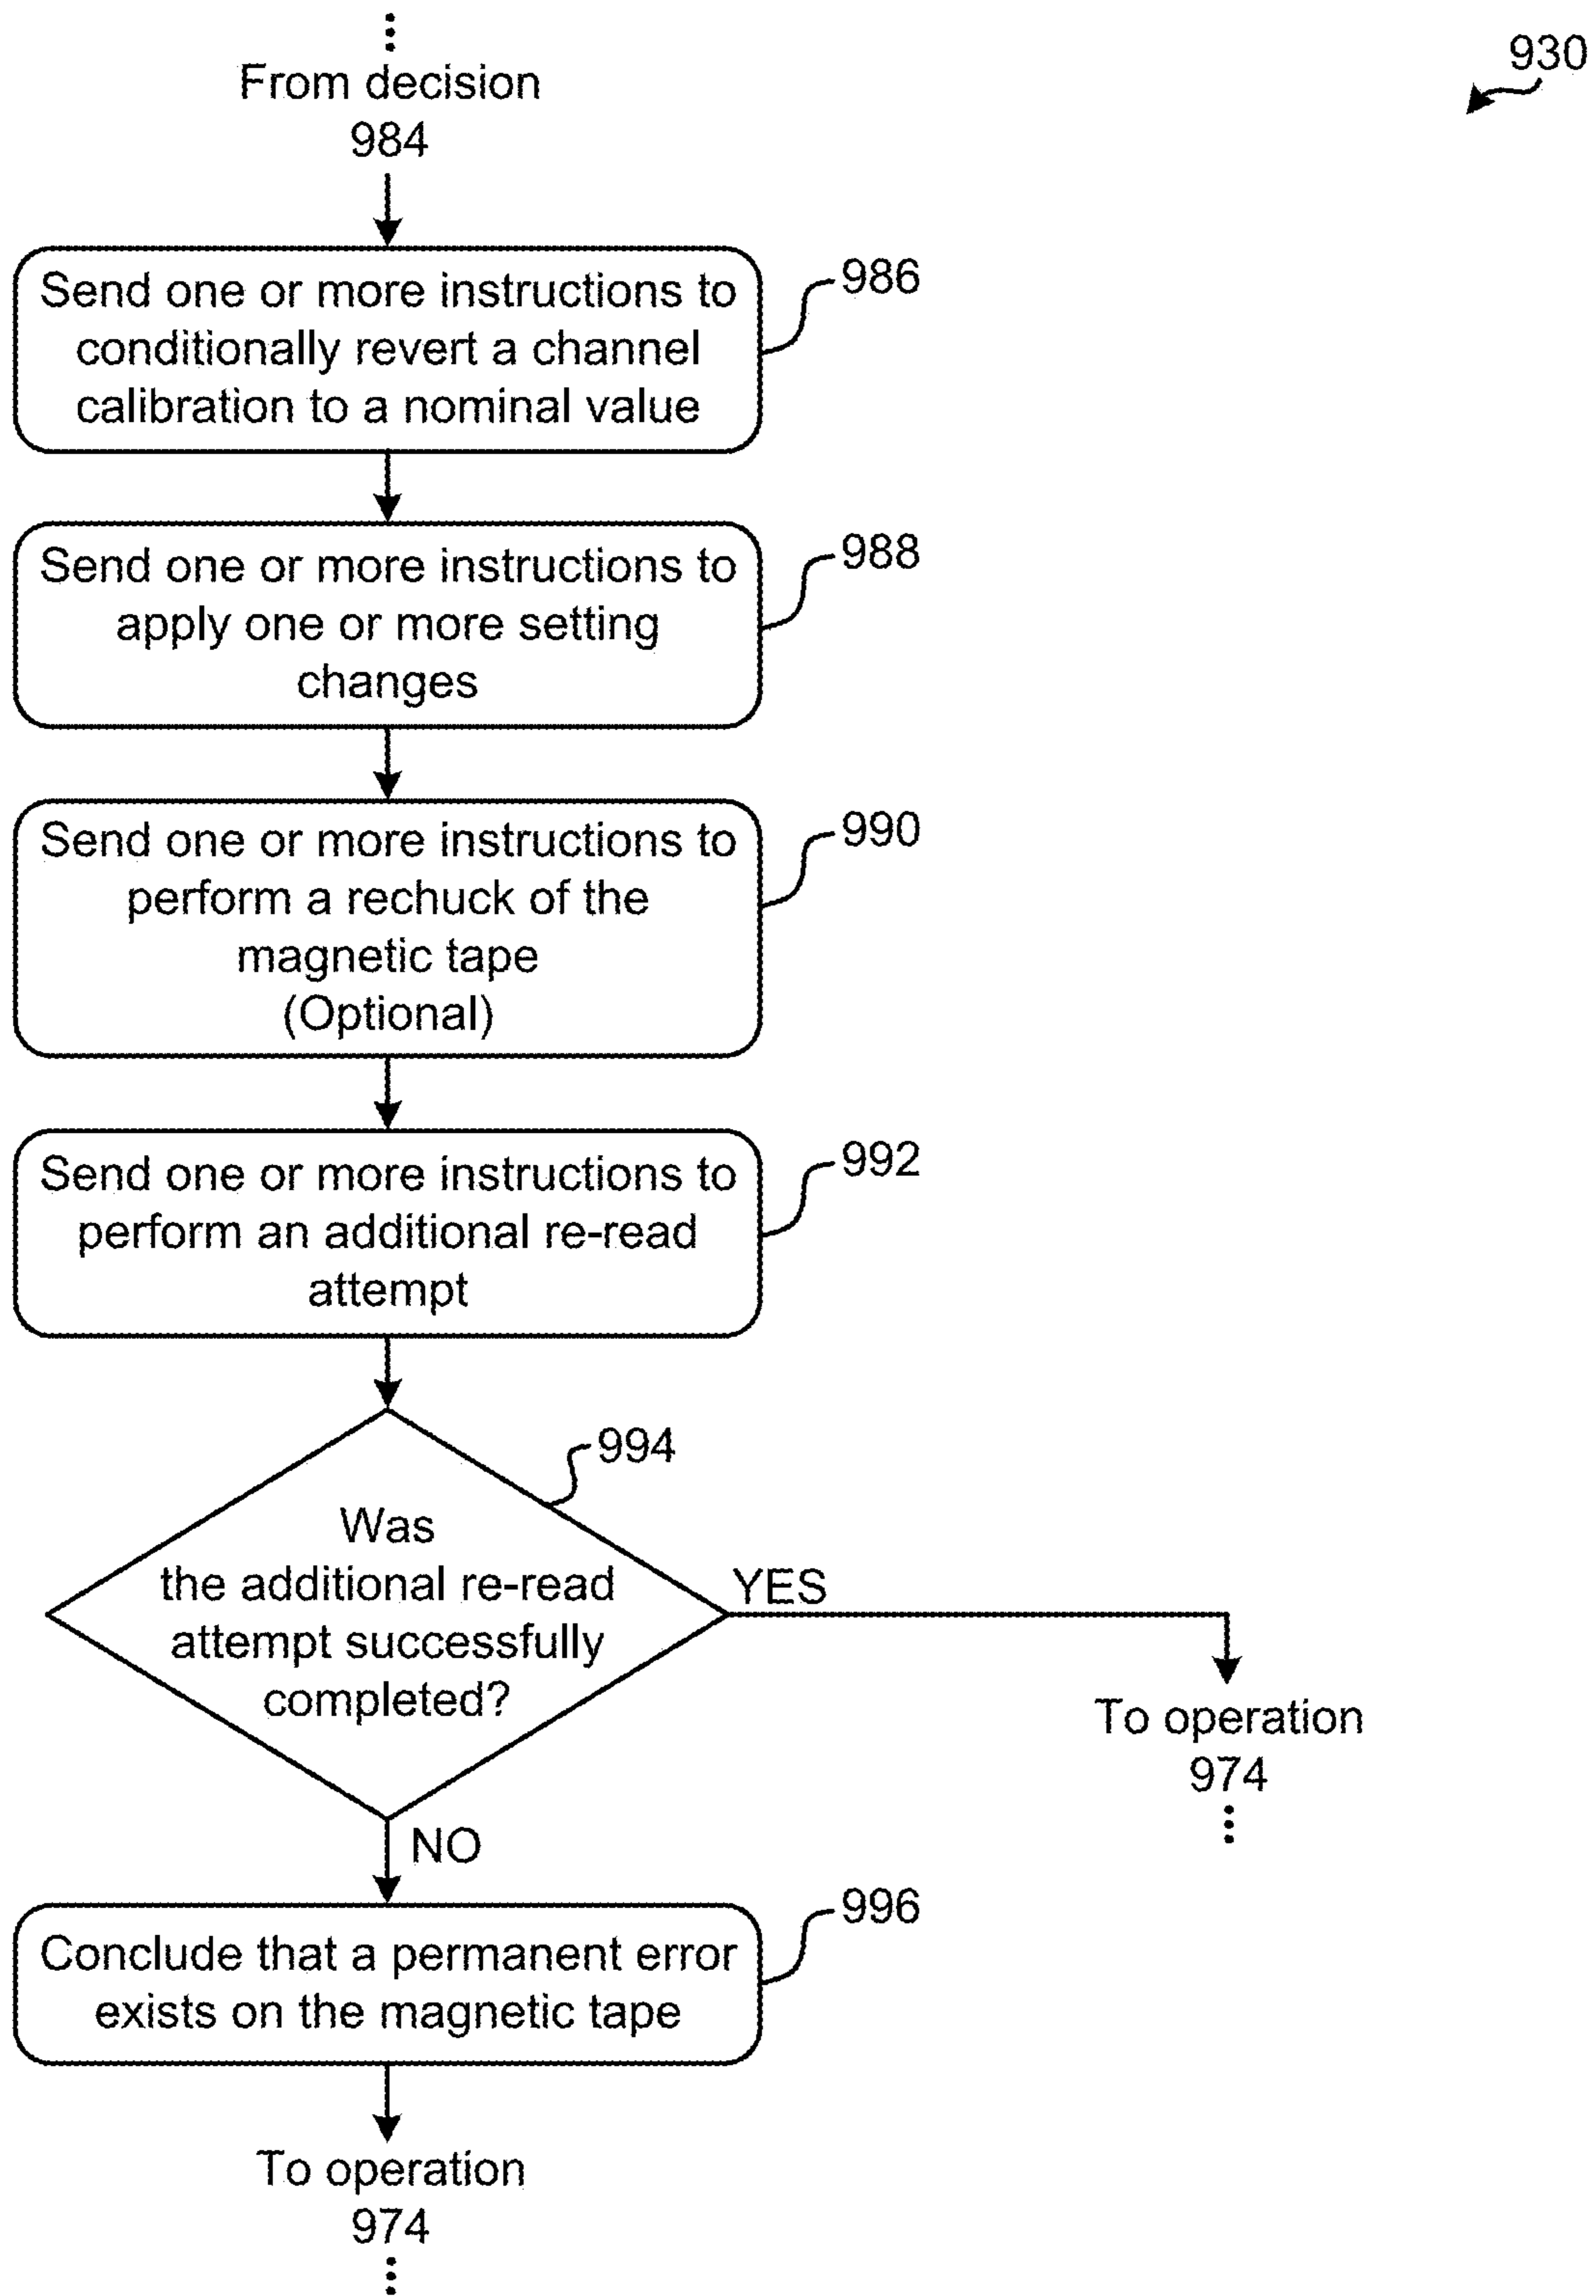 930
From decision
984
Send one or more instructions to
conditionally revert a channel
calibration to a nominal value
986
Send one or more instructions to
apply one or more setting
changes
988
Send one or more instructions to
perform a rechuck of the
magnetic tape
(Optional)
990
Send one or more instructions to
perform an additional re-read
attempt
992
994
Was
the additional re-read
attempt successfully
completed?
YES
To operation
974
NO
Conclude that a permanent error
exists on the magnetic tape
996
To operation
974